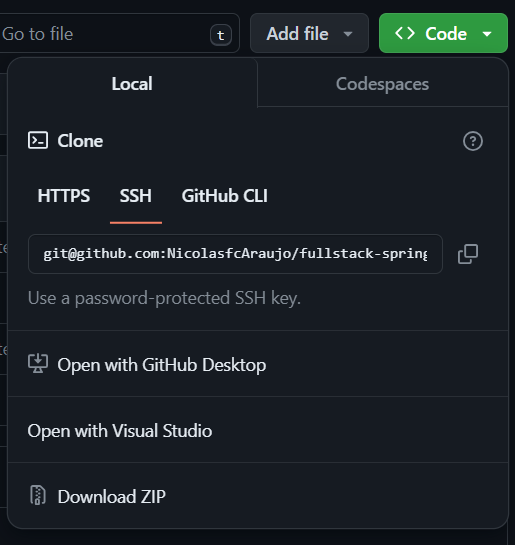 Go to file
t
Add file
Code
Local
Codespaces
Clone
HTTPS
SSH
GitHub CLI
git@github.com:NicolasfcAraujo/fullstack-spring
Use a password-protected SSH key.
Open with GitHub Desktop
Open with Visual Studio
Download ZIP